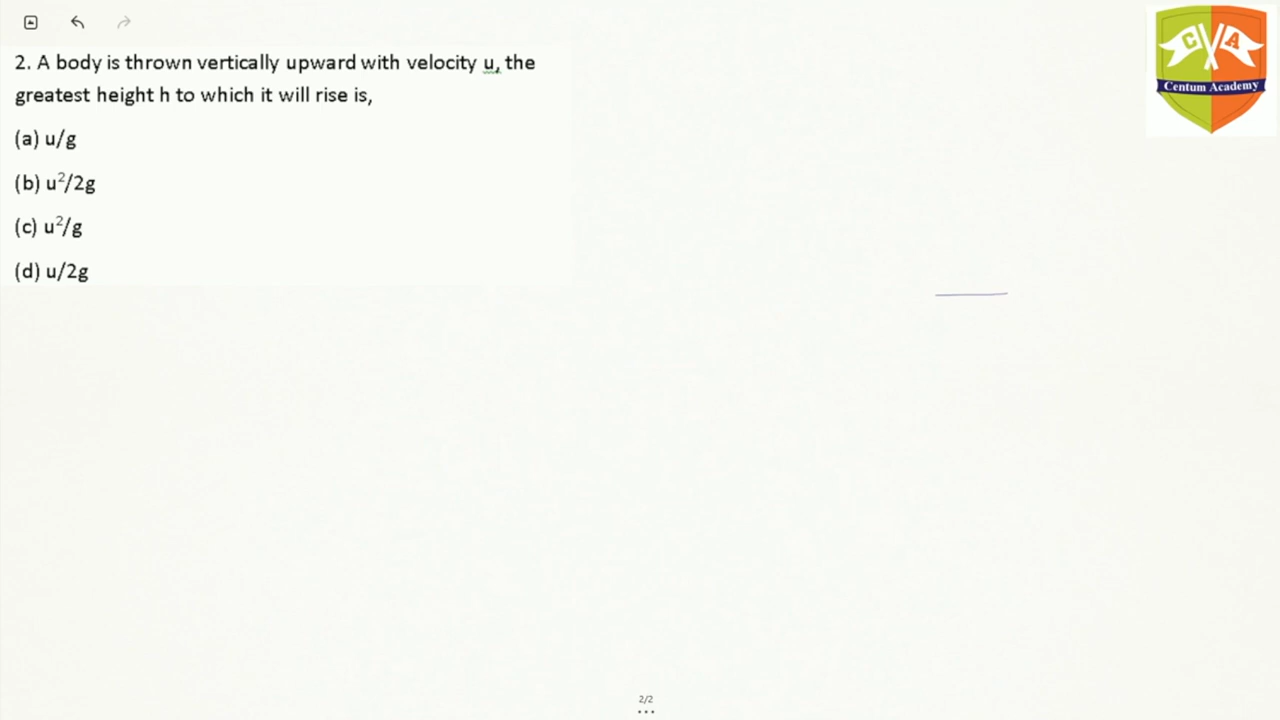 2. A body is thrown vertically upward with velocity u, the
greatest height h to which it will rise is,
(a) u/g
(b) u²/2g
(c) u²/g
(d) u/2g
C A
Centum Academy
2/2